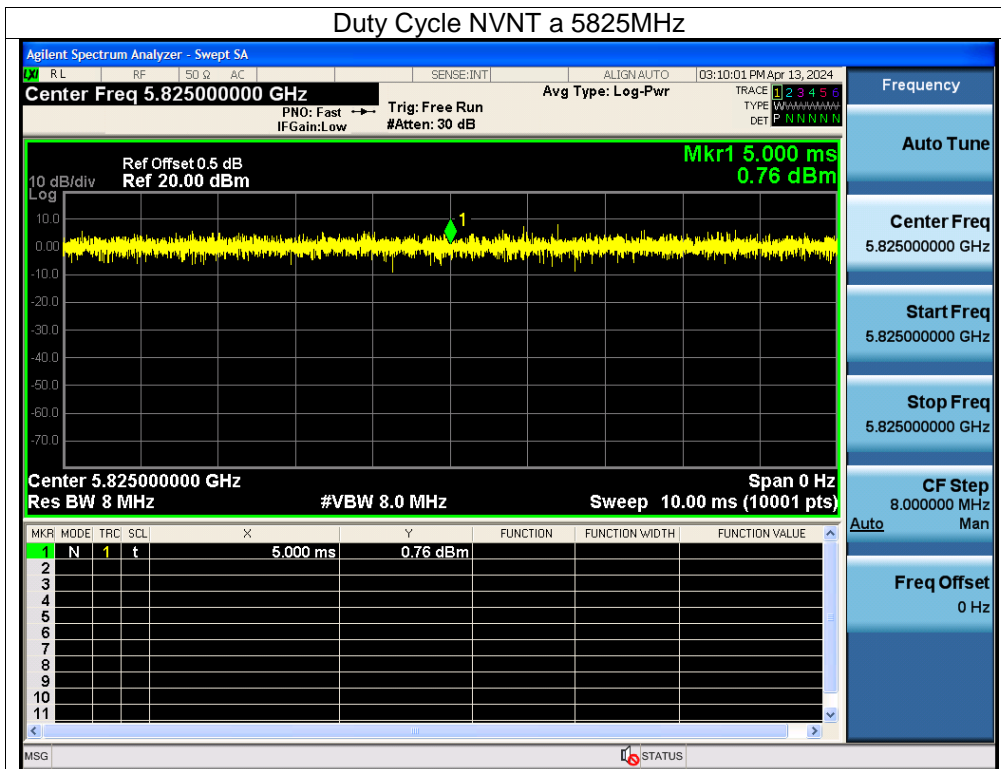 Duty Cycle NVNT a 5825MHz
Agilent Spectrum Analyzer - Swept SA
LXI RL RF 50 Ω AC SENSE:INT ALIGN AUTO 03:10:01 PM Apr 13, 2024
Center Freq 5.825000000 GHz
PNO: Fast
IFGain:Low
Trig: Free Run
#Atten: 30 dB
Avg Type: Log-Pwr
TRACE 1 2 3 4 5 6
TYPE WWWWWW
DET P N N N N N
Mkr1 5.000 ms
0.76 dBm
Ref Offset 0.5 dB
10 dB/div Ref 20.00 dBm
Log
10.0
0.00
-10.0
-20.0
-30.0
-40.0
-50.0
-60.0
-70.0
1
Center 5.825000000 GHz Span 0 Hz
Res BW 8 MHz #VBW 8.0 MHz Sweep 10.00 ms (10001 pts)
MKR MODE TRC SCL X Y FUNCTION FUNCTION WIDTH FUNCTION VALUE
1 N 1 t 5.000 ms 0.76 dBm
2
3
4
5
6
7
8
9
10
11
MSG STATUS
Frequency
Auto Tune
Center Freq
5.825000000 GHz
Start Freq
5.825000000 GHz
Stop Freq
5.825000000 GHz
CF Step
8.000000 MHz
Auto Man
Freq Offset
0 Hz